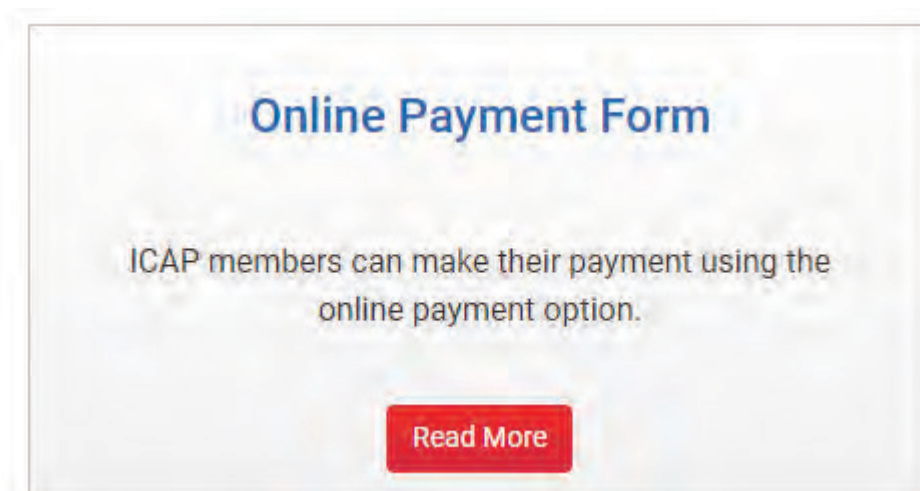 Online Payment Form
ICAP members can make their payment using the
online payment option.
Read More